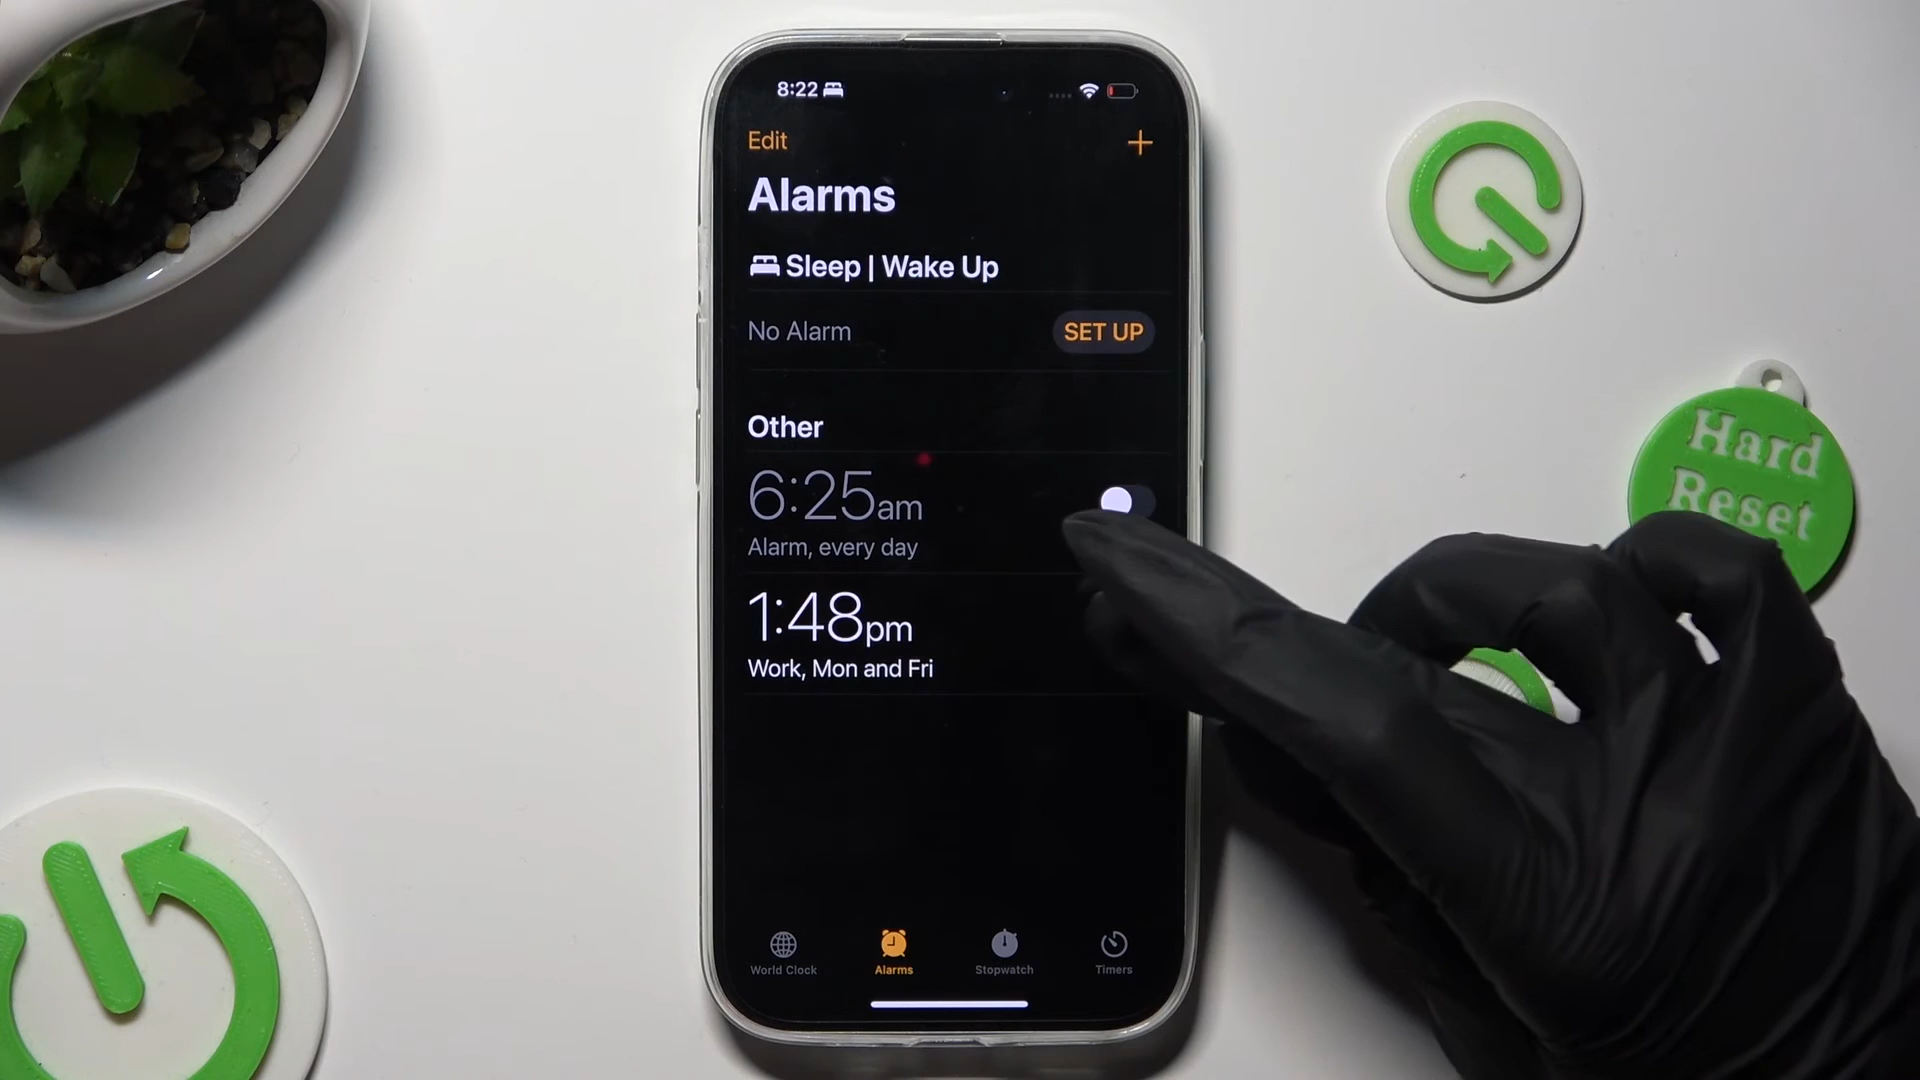 8:22
Edit
Alarms
Sleep | Wake Up
No Alarm SET UP
Other
6:25am
Alarm, every day
1:48pm
Work, Mon and Fri
World Clock Alarms Stopwatch Timers
Hard
Reset